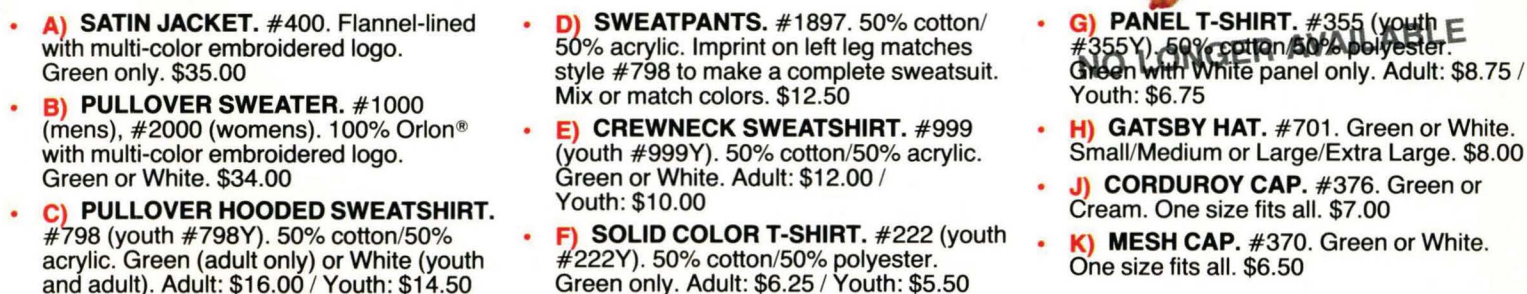 • A) SATIN JACKET. #400. Flannel-lined
with multi-color embroidered logo.
Green only. $35.00
• B) PULLOVER SWEATER. #1000
(mens), #2000 (womens). 100% Orlon®
with multi-color embroidered logo.
Green or White. $34.00
• C) PULLOVER HOODED SWEATSHIRT.
#798 (youth #798Y). 50% cotton/50%
acrylic. Green (adult only) or White (youth
and adult). Adult: $16.00 / Youth: $14.50
• D) SWEATPANTS. #1897. 50% cotton/
50% acrylic. Imprint on left leg matches
style #798 to make a complete sweatsuit.
Mix or match colors. $12.50
• E) CREWNECK SWEATSHIRT. #999
(youth #999Y). 50% cotton/50% acrylic.
Green or White. Adult: $12.00 /
Youth: $10.00
• F) SOLID COLOR T-SHIRT. #222 (youth
#222Y). 50% cotton/50% polyester.
Green only. Adult: $6.25 / Youth: $5.50
• G) PANEL T-SHIRT. #355 (youth
#355Y). 50% cotton/50% polyester.
Green with White panel only. Adult: $8.75 /
Youth: $6.75
NO LONGER AVAILABLE
• H) GATSBY HAT. #701. Green or White.
Small/Medium or Large/Extra Large. $8.00
• J) CORDUROY CAP. #376. Green or
Cream. One size fits all. $7.00
• K) MESH CAP. #370. Green or White.
One size fits all. $6.50